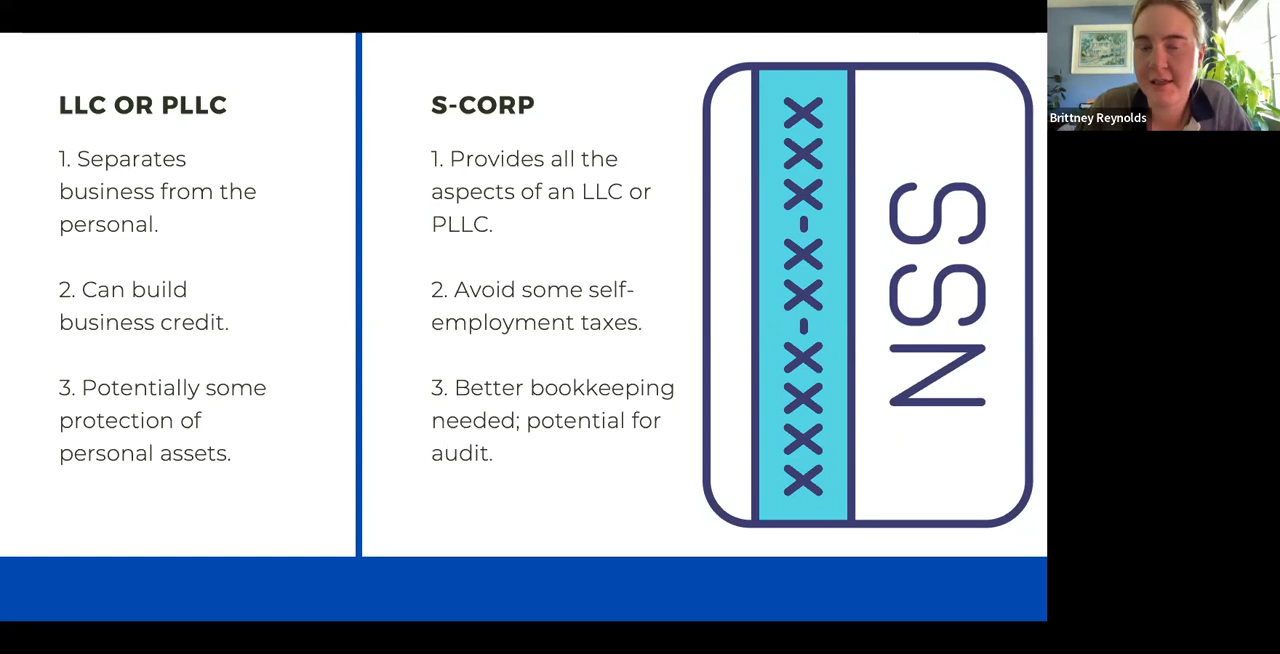 LLC OR PLLC
1. Separates
business from the
personal.
2. Can build
business credit.
3. Potentially some
protection of
personal assets.
S-CORP
1. Provides all the
aspects of an LLC or
PLLC.
2. Avoid some self-
employment taxes.
3. Better bookkeeping
needed; potential for
audit.
XXX-XX-XXXX
SSN
Brittney Reynolds